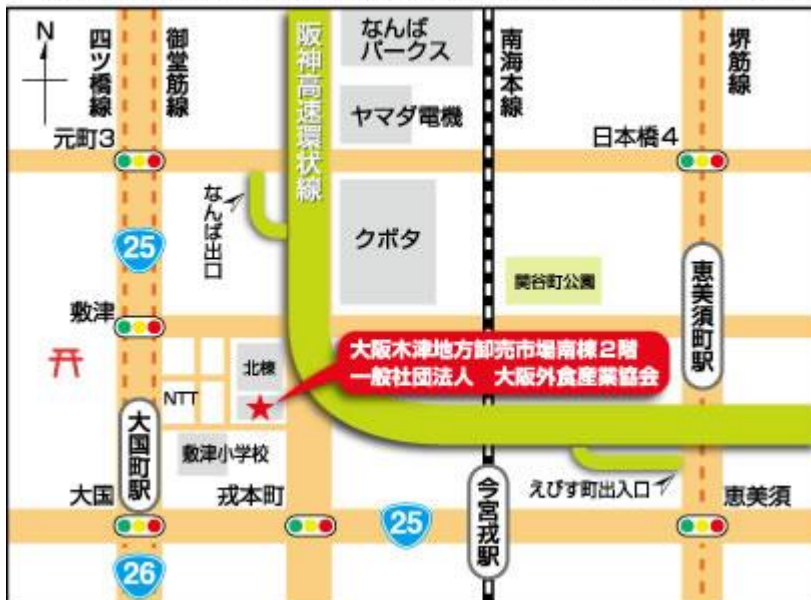 N
四ツ橋線
御堂筋線
阪神高速環状線
なんば
パークス
南海本線
堺筋線
ヤマダ電機
元町3
日本橋4
なんば出口
クボタ
25
関谷町公園
恵美須町駅
敷津
大阪木津地方卸売市場南棟2階
一般社団法人 大阪外食産業協会
北棟
NTT
大国町駅
敷津小学校
大国
戎本町
25
今宮戎駅
えびす町出入口
恵美須
26